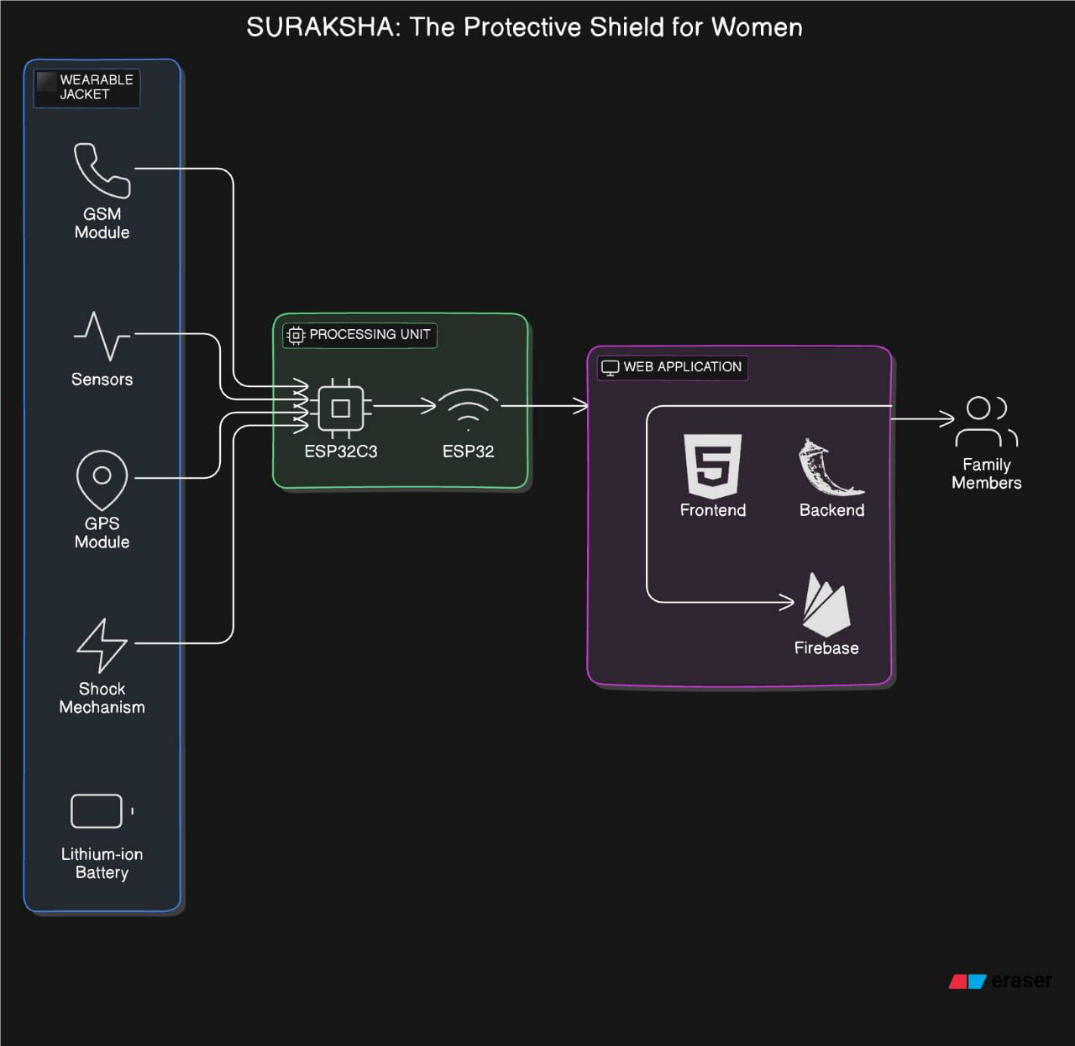 SURAKSHA: The Protective Shield for Women
WEARABLE
JACKET
GSM
Module
Sensors
GPS
Module
Shock
Mechanism
Lithium-ion
Battery
PROCESSING UNIT
ESP32C3
ESP32
WEB APPLICATION
Frontend
Backend
Firebase
Family
Members
eraser